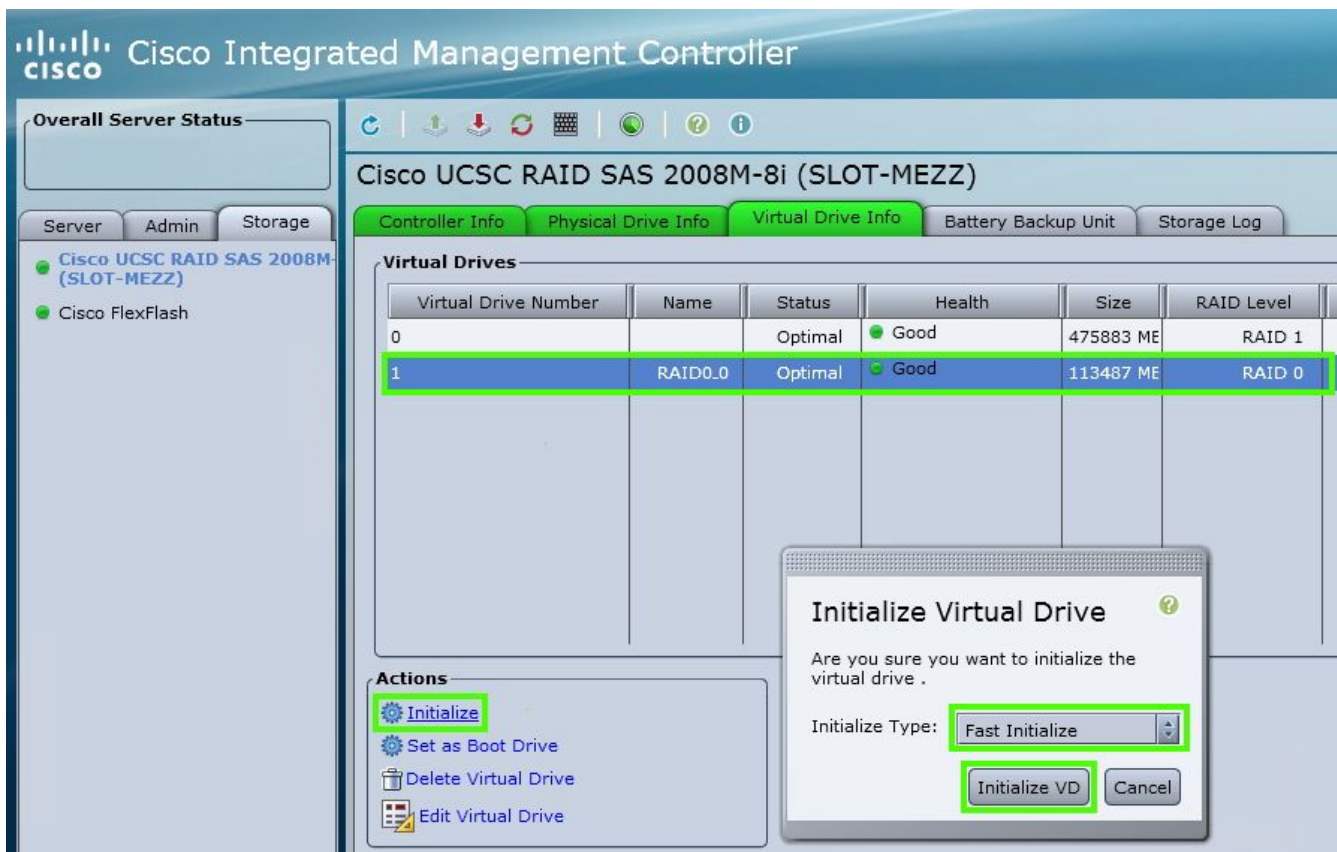 CISCO Cisco Integrated Management Controller
Overall Server Status
Server Admin Storage
Cisco UCSC RAID SAS 2008M-
(SLOT-MEZZ)
Cisco FlexFlash
Cisco UCSC RAID SAS 2008M-8i (SLOT-MEZZ)
Controller Info Physical Drive Info Virtual Drive Info Battery Backup Unit Storage Log
Virtual Drives
Virtual Drive Number Name Status Health Size RAID Level
0 Optimal Good 475883 ME RAID 1
1 RAID0_0 Optimal Good 113487 ME RAID 0
Actions
Initialize
Set as Boot Drive
Delete Virtual Drive
Edit Virtual Drive
Initialize Virtual Drive
Are you sure you want to initialize the
virtual drive .
Initialize Type: Fast Initialize
Initialize VD Cancel